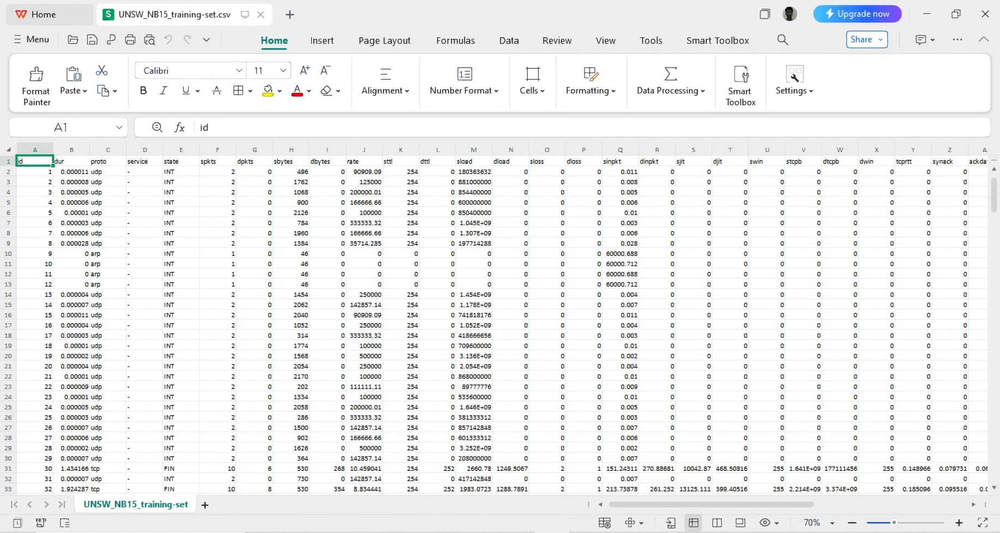 Home UNSW_NB15_training-set.csv Upgrade now
Menu Home Insert Page Layout Formulas Data Review View Tools Smart Toolbox Share
Calibri 11 A+ A-
Format Painter Paste B I U A A Alignment Number Format Cells Formatting Data Processing Smart Toolbox Settings
A1 fx id
A B C D E F G H I J K L M N O P Q R S T U V W X Y Z A
1 id dur proto service state spkts dpkts sbytes dbytes rate sttl dttl sload dload sloss dloss sinpkt dinpkt sjit djit swin stcpb dtcpb dwin tcprtt synack ackda
2 1 0.000011 udp - INT 2 0 496 0 90909.09 254 0 180363632 0 0 0 0.011 0 0 0 0 0 0 0 0 0
3 2 0.000008 udp - INT 2 0 1762 0 125000 254 0 881000000 0 0 0 0.008 0 0 0 0 0 0 0 0 0
4 3 0.000005 udp - INT 2 0 1068 0 200000.01 254 0 854400000 0 0 0 0.005 0 0 0 0 0 0 0 0 0
5 4 0.000006 udp - INT 2 0 900 0 166666.66 254 0 600000000 0 0 0 0.006 0 0 0 0 0 0 0 0 0
6 5 0.00001 udp - INT 2 0 2126 0 100000 254 0 850400000 0 0 0 0.01 0 0 0 0 0 0 0 0 0
7 6 0.000003 udp - INT 2 0 784 0 333333.32 254 0 1.045E+09 0 0 0 0.003 0 0 0 0 0 0 0 0 0
8 7 0.000006 udp - INT 2 0 1960 0 166666.66 254 0 1.307E+09 0 0 0 0.006 0 0 0 0 0 0 0 0 0
9 8 0.000028 udp - INT 2 0 1384 0 35714.285 254 0 197714288 0 0 0 0.028 0 0 0 0 0 0 0 0 0
10 9 0 arp - INT 1 0 46 0 0 0 0 0 0 0 0 60000.688 0 0 0 0 0 0 0 0 0
11 10 0 arp - INT 1 0 46 0 0 0 0 0 0 0 0 60000.712 0 0 0 0 0 0 0 0 0
12 11 0 arp - INT 1 0 46 0 0 0 0 0 0 0 0 60000.688 0 0 0 0 0 0 0 0 0
13 12 0 arp - INT 1 0 46 0 0 0 0 0 0 0 0 60000.712 0 0 0 0 0 0 0 0 0
14 13 0.000004 udp - INT 2 0 1454 0 250000 254 0 1.454E+09 0 0 0 0.004 0 0 0 0 0 0 0 0 0
15 14 0.000007 udp - INT 2 0 2062 0 142857.14 254 0 1.178E+09 0 0 0 0.007 0 0 0 0 0 0 0 0 0
16 15 0.000011 udp - INT 2 0 2040 0 90909.09 254 0 741818176 0 0 0 0.011 0 0 0 0 0 0 0 0 0
17 16 0.000004 udp - INT 2 0 1052 0 250000 254 0 1.052E+09 0 0 0 0.004 0 0 0 0 0 0 0 0 0
18 17 0.000003 udp - INT 2 0 314 0 333333.32 254 0 418666656 0 0 0 0.003 0 0 0 0 0 0 0 0 0
19 18 0.00001 udp - INT 2 0 1774 0 100000 254 0 709600000 0 0 0 0.01 0 0 0 0 0 0 0 0 0
20 19 0.000002 udp - INT 2 0 1568 0 500000 254 0 3.136E+09 0 0 0 0.002 0 0 0 0 0 0 0 0 0
21 20 0.000004 udp - INT 2 0 2054 0 250000 254 0 2.054E+09 0 0 0 0.004 0 0 0 0 0 0 0 0 0
22 21 0.00001 udp - INT 2 0 2170 0 100000 254 0 868000000 0 0 0 0.01 0 0 0 0 0 0 0 0 0
23 22 0.000009 udp - INT 2 0 202 0 111111.11 254 0 89777776 0 0 0 0.009 0 0 0 0 0 0 0 0 0
24 23 0.00001 udp - INT 2 0 1334 0 100000 254 0 533600000 0 0 0 0.01 0 0 0 0 0 0 0 0 0
25 24 0.000005 udp - INT 2 0 2058 0 200000.01 254 0 1.646E+09 0 0 0 0.005 0 0 0 0 0 0 0 0 0
26 25 0.000003 udp - INT 2 0 286 0 333333.32 254 0 381333312 0 0 0 0.003 0 0 0 0 0 0 0 0 0
27 26 0.000007 udp - INT 2 0 1500 0 142857.14 254 0 857142848 0 0 0 0.007 0 0 0 0 0 0 0 0 0
28 27 0.000006 udp - INT 2 0 902 0 166666.66 254 0 601333312 0 0 0 0.006 0 0 0 0 0 0 0 0 0
29 28 0.000002 udp - INT 2 0 1626 0 500000 254 0 3.252E+09 0 0 0 0.002 0 0 0 0 0 0 0 0 0
30 29 0.000007 udp - INT 2 0 364 0 142857.14 254 0 208000000 0 0 0 0.007 0 0 0 0 0 0 0 0 0
31 30 1.434166 tcp - FIN 10 6 530 268 10.459041 254 252 2660.78 1249.5067 2 1 151.24311 270.88681 10042.87 468.50816 255 1.641E+09 177111456 255 0.148966 0.079731 0.06
32 31 0.000007 udp - INT 2 0 730 0 142857.14 254 0 417142848 0 0 0 0.007 0 0 0 0 0 0 0 0 0
33 32 1.924287 tcp - FIN 10 8 530 354 8.834441 254 252 1983.0723 1288.7891 2 1 213.73878 261.252 13125.111 399.40516 255 2.214E+09 3.374E+09 255 0.185096 0.095516 0.0
UNSW_NB15_training-set
70%